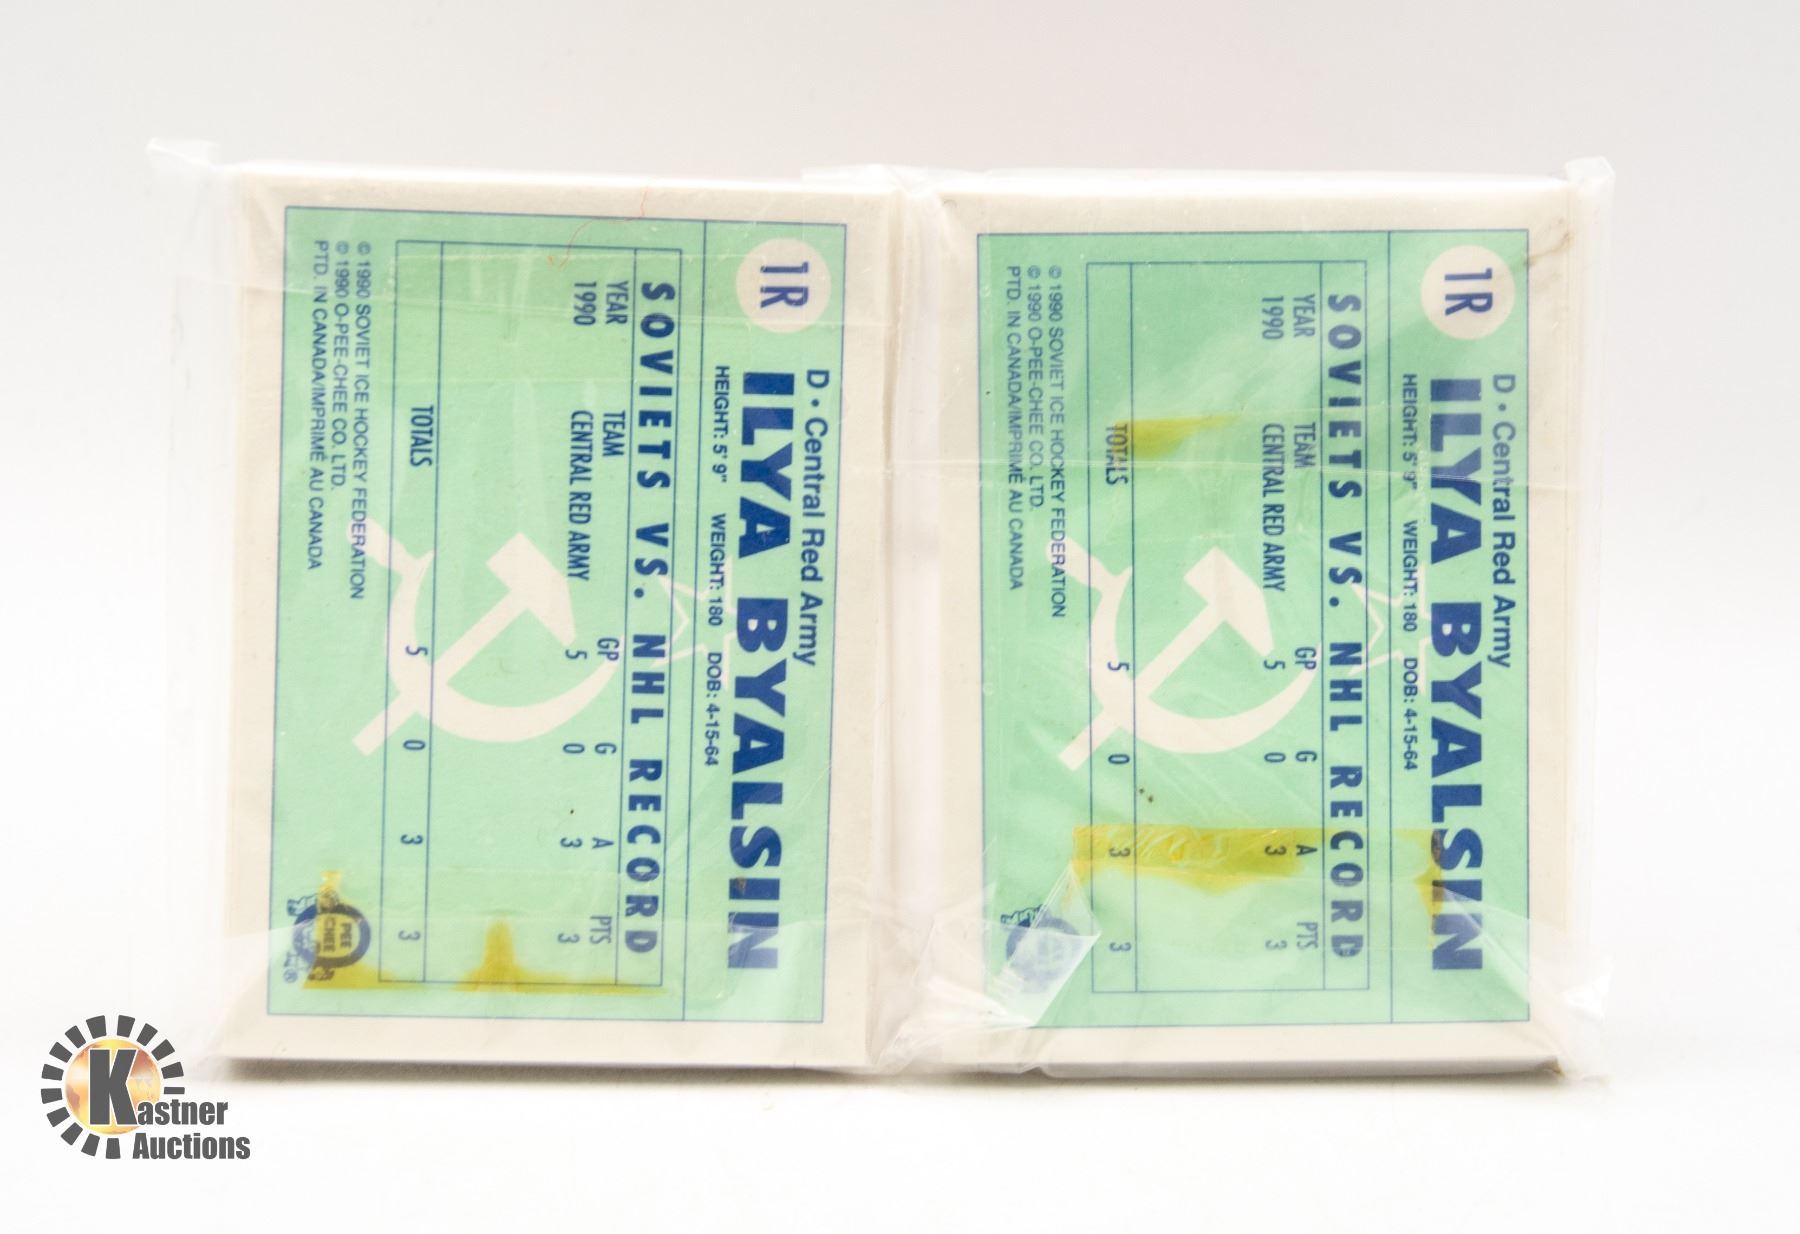 1R
D • Central Red Army
ILYA BYALSIN
HEIGHT: 5' 9" WEIGHT: 180 DOB: 4-15-64
SOVIETS VS. NHL RECORD
YEAR TEAM GP G A PTS
1990 CENTRAL RED ARMY 5 0 3 3
TOTALS 5 0 3 3
© 1990 SOVIET ICE HOCKEY FEDERATION
© 1990 O-PEE-CHEE CO. LTD.
PTD. IN CANADA/IMPRIMÉ AU CANADA
PEE
CHEE
®
1R
D • Central Red Army
ILYA BYALSIN
HEIGHT: 5' 9" WEIGHT: 180 DOB: 4-15-64
SOVIETS VS. NHL RECORD
YEAR TEAM GP G A PTS
1990 CENTRAL RED ARMY 5 0 3 3
TOTALS 5 0 3 3
© 1990 SOVIET ICE HOCKEY FEDERATION
© 1990 O-PEE-CHEE CO. LTD.
PTD. IN CANADA/IMPRIMÉ AU CANADA
Kastner
Auctions